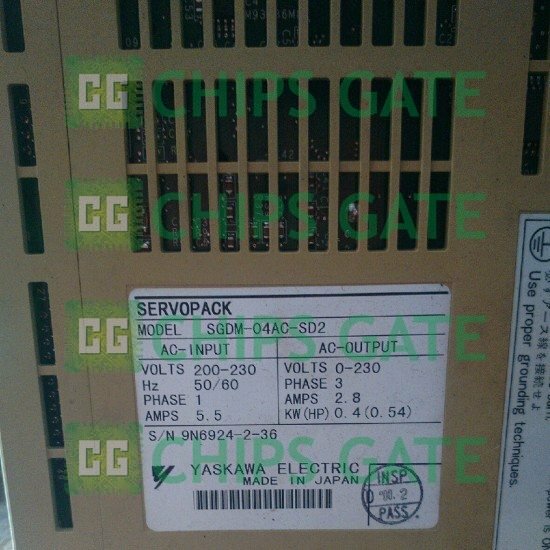 CG CHIPS GATE
CG CHIPS GATE
SERVOPACK
MODEL SGDM-04AC-SD2
AC-INPUT AC-OUTPUT
VOLTS 200-230 VOLTS 0-230
Hz 50/60 PHASE 3
PHASE 1 AMPS 2.8
AMPS 5.5 KW(HP) 0.4(0.54)
S/N 9N6924-2-36
YASKAWA ELECTRIC
MADE IN JAPAN
INSP
PASS.
CG CHIPS GATE
CG CHIPS GATE
Use proper grounding techniques.